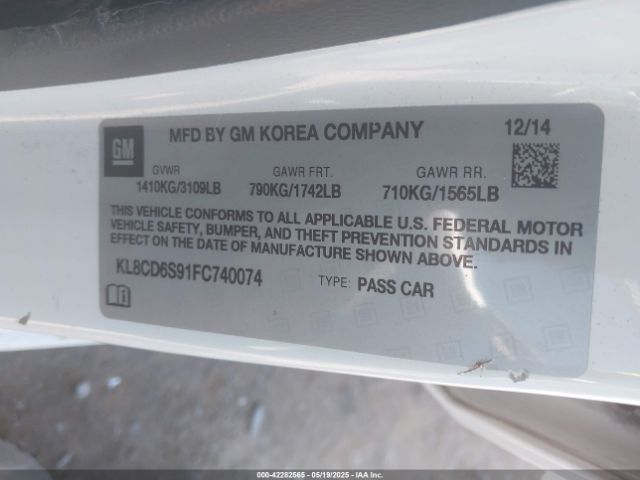 MFD BY GM KOREA COMPANY 12/14
GM
GVWR GAWR FRT. GAWR RR.
1410KG/3109LB 790KG/1742LB 710KG/1565LB
THIS VEHICLE CONFORMS TO ALL APPLICABLE U.S. FEDERAL MOTOR
VEHICLE SAFETY, BUMPER, AND THEFT PREVENTION STANDARDS IN
EFFECT ON THE DATE OF MANUFACTURE SHOWN ABOVE.
KL8CD6S91FC740074 TYPE: PASS CAR
000-42282565 - 05/19/2025 - IAA Inc.